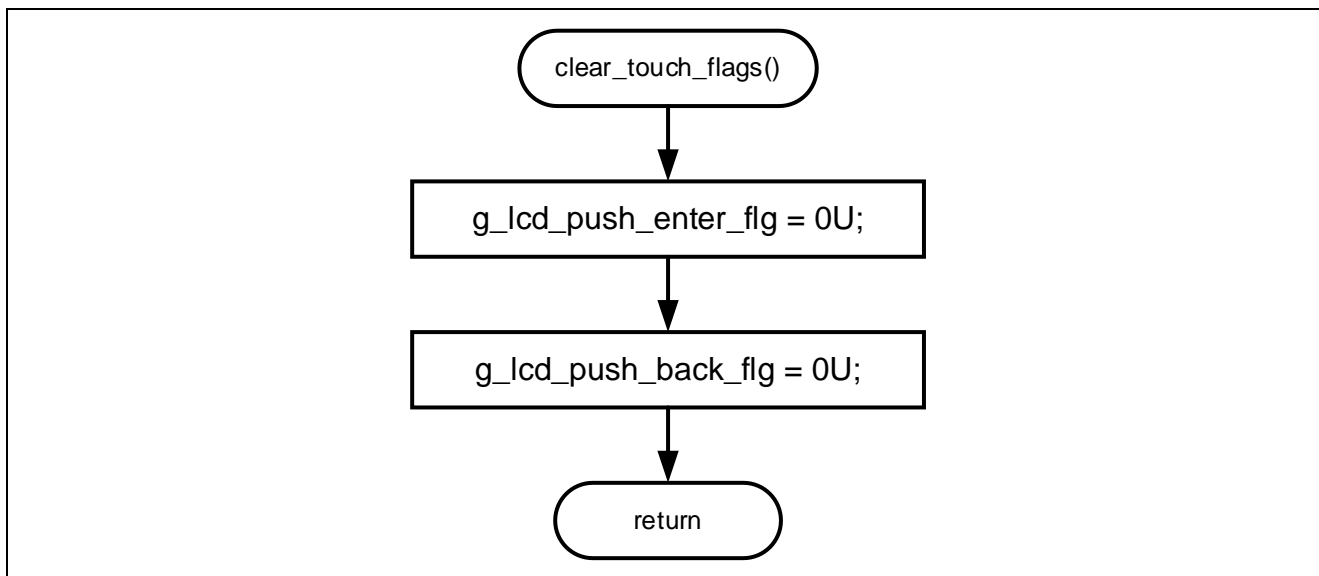 clear_touch_flags()
g_lcd_push_enter_flg = 0U;
g_lcd_push_back_flg = 0U;
return